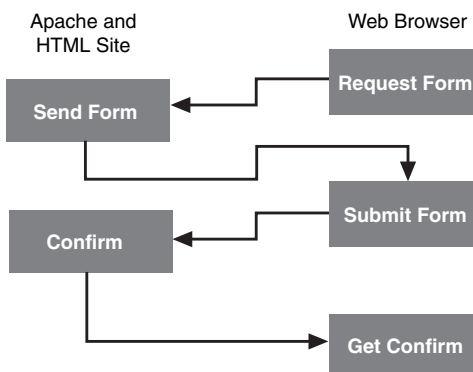 Apache and
HTML Site
Web Browser
Request Form
Send Form
Submit Form
Confirm
Get Confirm